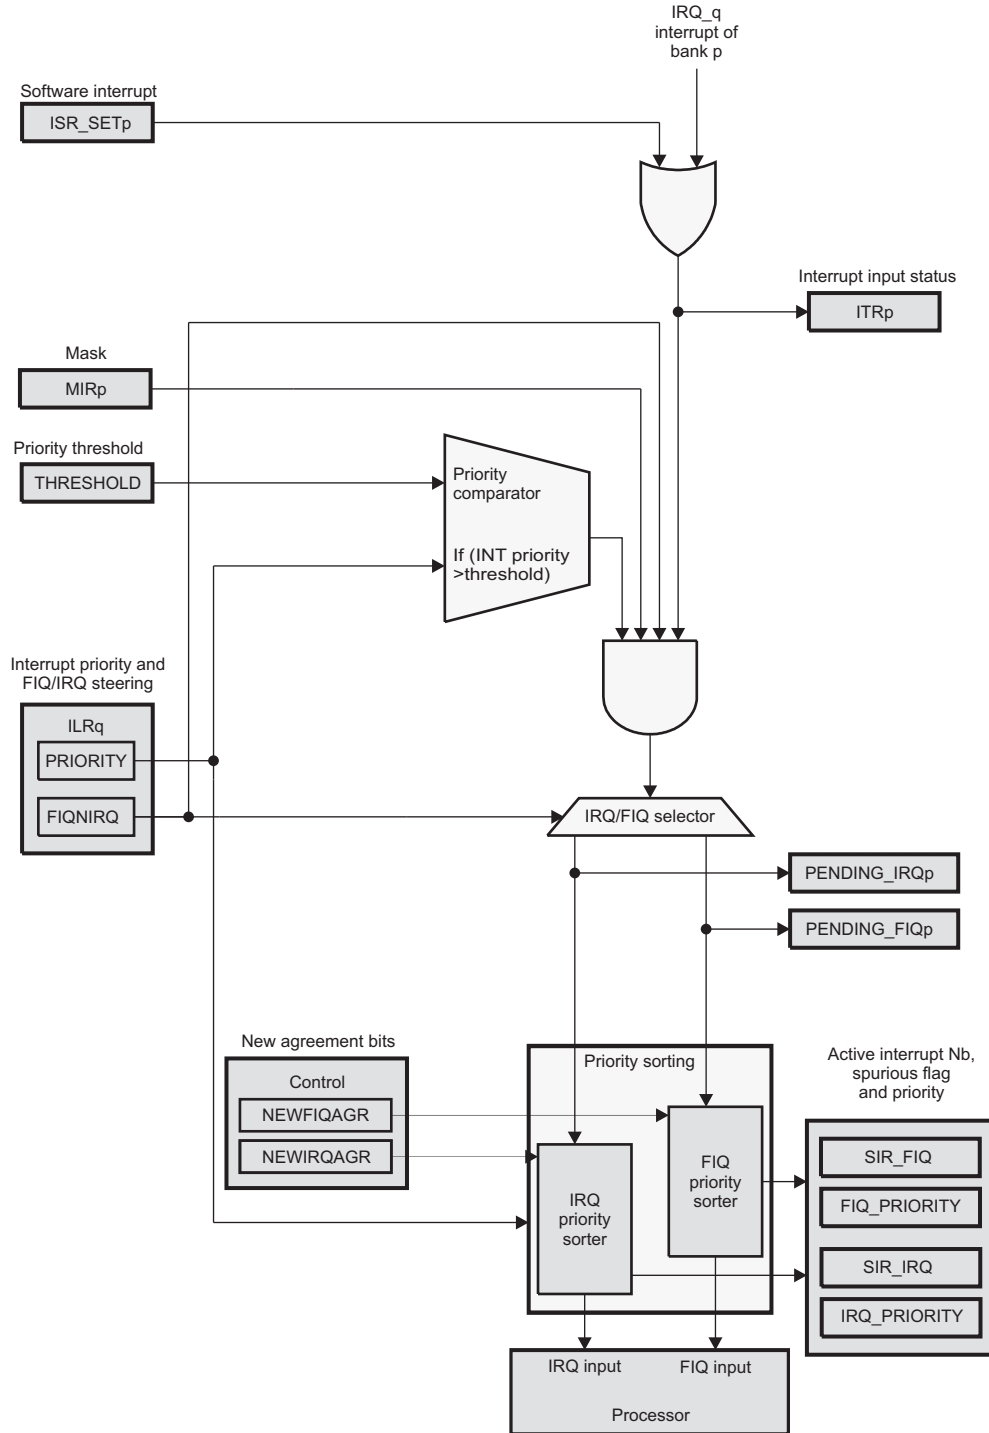 IRQ_q
interrupt of
bank p
Software interrupt
ISR_SETp
Interrupt input status
ITRp
Mask
MIRp
Priority threshold
THRESHOLD
Priority
comparator
If (INT priority
>threshold)
Interrupt priority and
FIQ/IRQ steering
ILRq
PRIORITY
FIQNIRQ
IRQ/FIQ selector
PENDING_IRQp
PENDING_FIQp
New agreement bits
Control
NEWFIQAGR
NEWIRQAGR
Priority sorting
IRQ
priority
sorter
FIQ
priority
sorter
Active interrupt Nb,
spurious flag
and priority
SIR_FIQ
FIQ_PRIORITY
SIR_IRQ
IRQ_PRIORITY
IRQ input
FIQ input
Processor